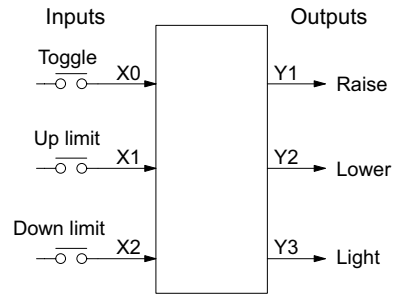 Inputs
Outputs
Toggle
X0
Y1
Raise
Up limit
X1
Y2
Lower
Down limit
X2
Y3
Light